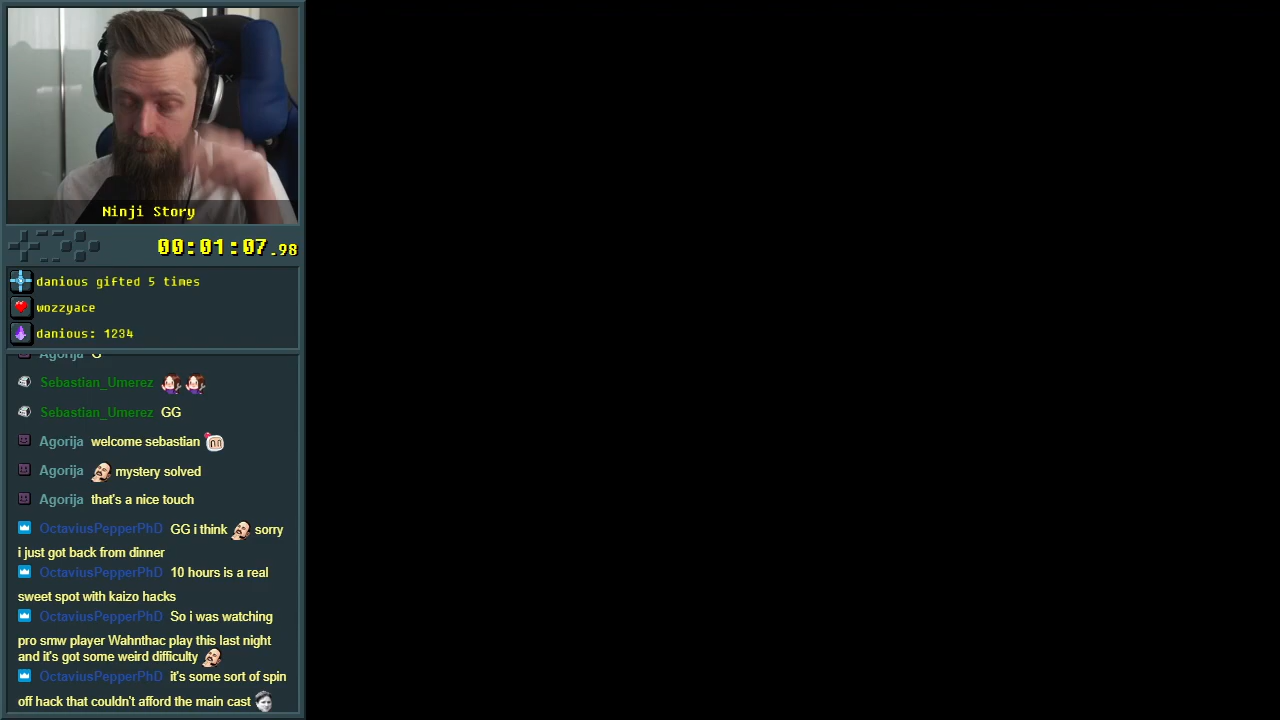 Ninji Story
00:01:07.98
danious gifted 5 times
wozzyace
danious: 1234
Agorija G
Sebastian_Umerez
Sebastian_Umerez GG
Agorija welcome sebastian
Agorija mystery solved
Agorija that's a nice touch
OctaviusPepperPhD GG i think sorry
i just got back from dinner
OctaviusPepperPhD 10 hours is a real
sweet spot with kaizo hacks
OctaviusPepperPhD So i was watching
pro smw player Wahnthac play this last night
and it's got some weird difficulty
OctaviusPepperPhD it's some sort of spin
off hack that couldn't afford the main cast